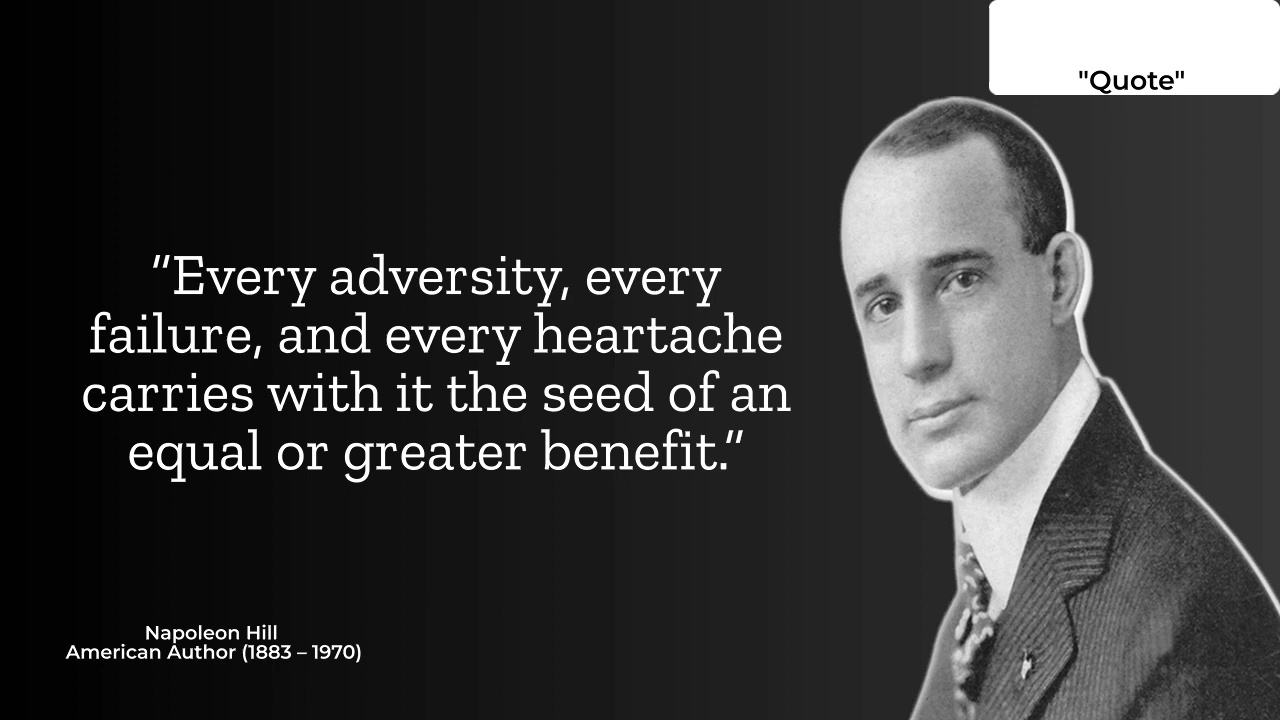 "Quote"
“Every adversity, every
failure, and every heartache
carries with it the seed of an
equal or greater benefit.”
Napoleon Hill
American Author (1883 – 1970)